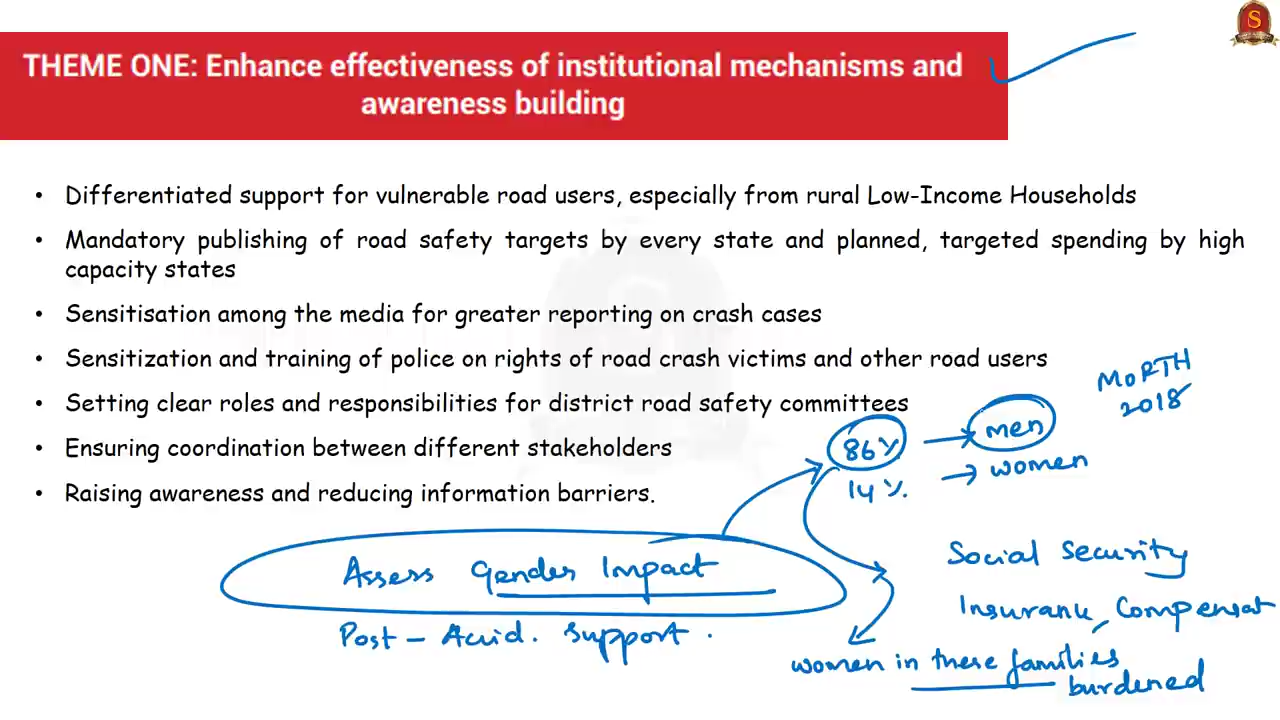 THEME ONE: Enhance effectiveness of institutional mechanisms and
awareness building
• Differentiated support for vulnerable road users, especially from rural Low-Income Households
• Mandatory publishing of road safety targets by every state and planned, targeted spending by high
capacity states
• Sensitisation among the media for greater reporting on crash cases
• Sensitization and training of police on rights of road crash victims and other road users
• Setting clear roles and responsibilities for district road safety committees
• Ensuring coordination between different stakeholders
• Raising awareness and reducing information barriers.
MoRTH
2018
86% → men
14%. → women
Assess Gender Impact
Post - Accid. Support.
Social Security
Insurance, Compensat
women in these families
burdened